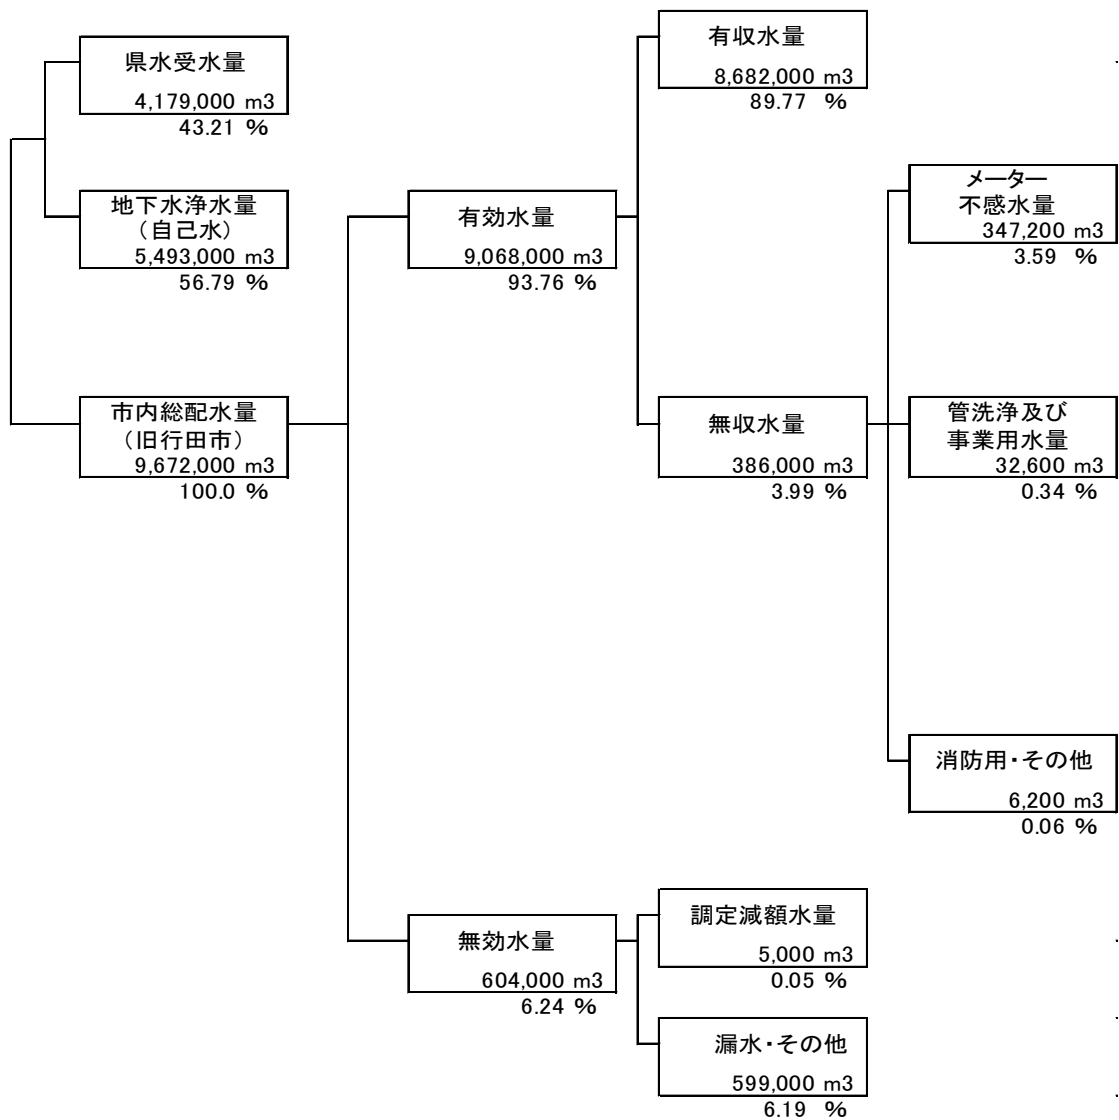 県水受水量
4,179,000 m3
43.21 %
地下水浄水量
(自己水)
5,493,000 m3
56.79 %
市内総配水量
(旧行田市)
9,672,000 m3
100.0 %
有効水量
9,068,000 m3
93.76 %
無効水量
604,000 m3
6.24 %
有収水量
8,682,000 m3
89.77 %
無収水量
386,000 m3
3.99 %
調定減額水量
5,000 m3
0.05 %
漏水・その他
599,000 m3
6.19 %
メーター
不感水量
347,200 m3
3.59 %
管洗浄及び
事業用水量
32,600 m3
0.34 %
消防用・その他
6,200 m3
0.06 %